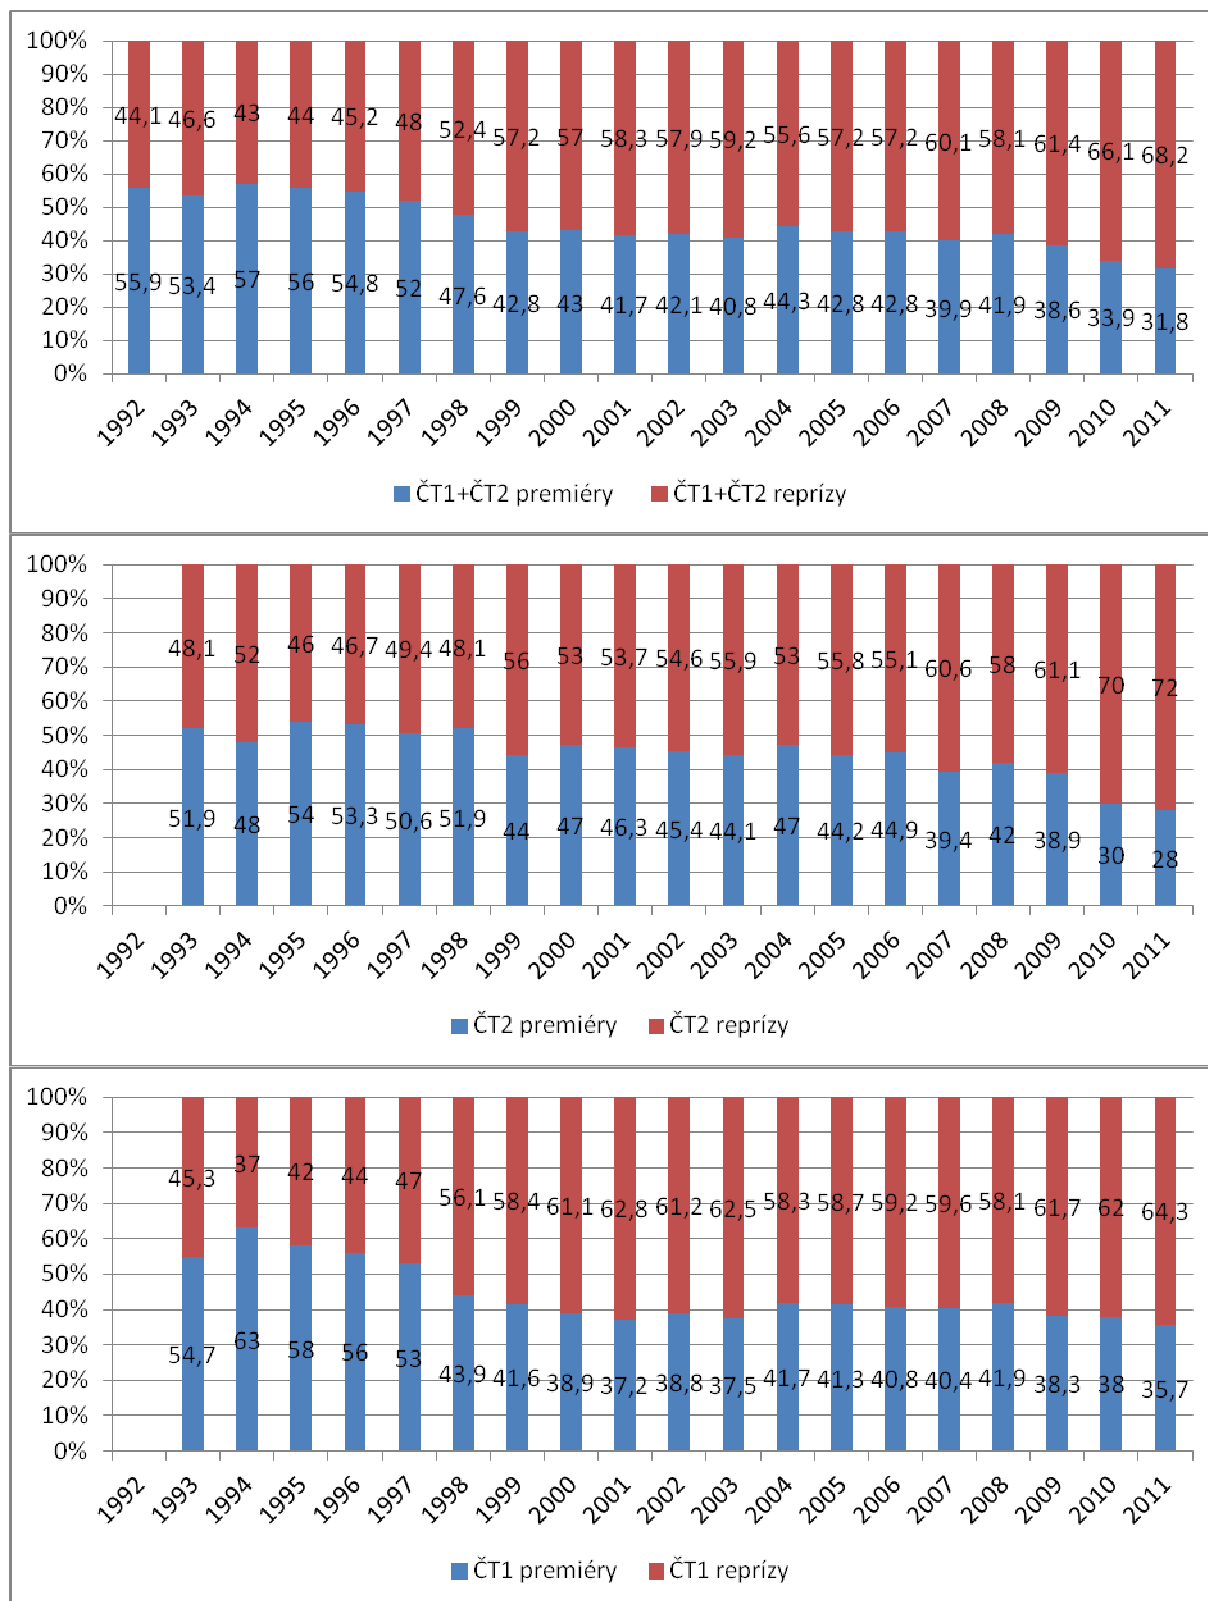 100%
90%
80%
70%
60%
50%
40%
30%
20%
10%
0%
44,1 46,6 43 44 45,2 48 52,4 57,2 57 58,3 57,9 59,2 55,6 57,2 57,2 60,1 58,1 61,4 66,1 68,2
55,9 53,4 57 56 54,8 52 47,6 42,8 43 41,7 42,1 40,8 44,3 42,8 42,8 39,9 41,9 38,6 33,9 31,8
1992 1993 1994 1995 1996 1997 1998 1999 2000 2001 2002 2003 2004 2005 2006 2007 2008 2009 2010 2011
ČT1+ČT2 premiéry ČT1+ČT2 reprízy
100%
90%
80%
70%
60%
50%
40%
30%
20%
10%
0%
48,1 52 46 46,7 49,4 48,1 56 53 53,7 54,6 55,9 53 55,8 55,1 60,6 58 61,1 70 72
51,9 48 54 53,3 50,6 51,9 44 47 46,3 45,4 44,1 47 44,2 44,9 39,4 42 38,9 30 28
1992 1993 1994 1995 1996 1997 1998 1999 2000 2001 2002 2003 2004 2005 2006 2007 2008 2009 2010 2011
ČT2 premiéry ČT2 reprízy
100%
90%
80%
70%
60%
50%
40%
30%
20%
10%
0%
45,3 37 42 44 47 56,1 58,4 61,1 62,8 61,2 62,5 58,3 58,7 59,2 59,6 58,1 61,7 62 64,3
54,7 63 58 56 53 43,9 41,6 38,9 37,2 38,8 37,5 41,7 41,3 40,8 40,4 41,9 38,3 38 35,7
1992 1993 1994 1995 1996 1997 1998 1999 2000 2001 2002 2003 2004 2005 2006 2007 2008 2009 2010 2011
ČT1 premiéry ČT1 reprízy